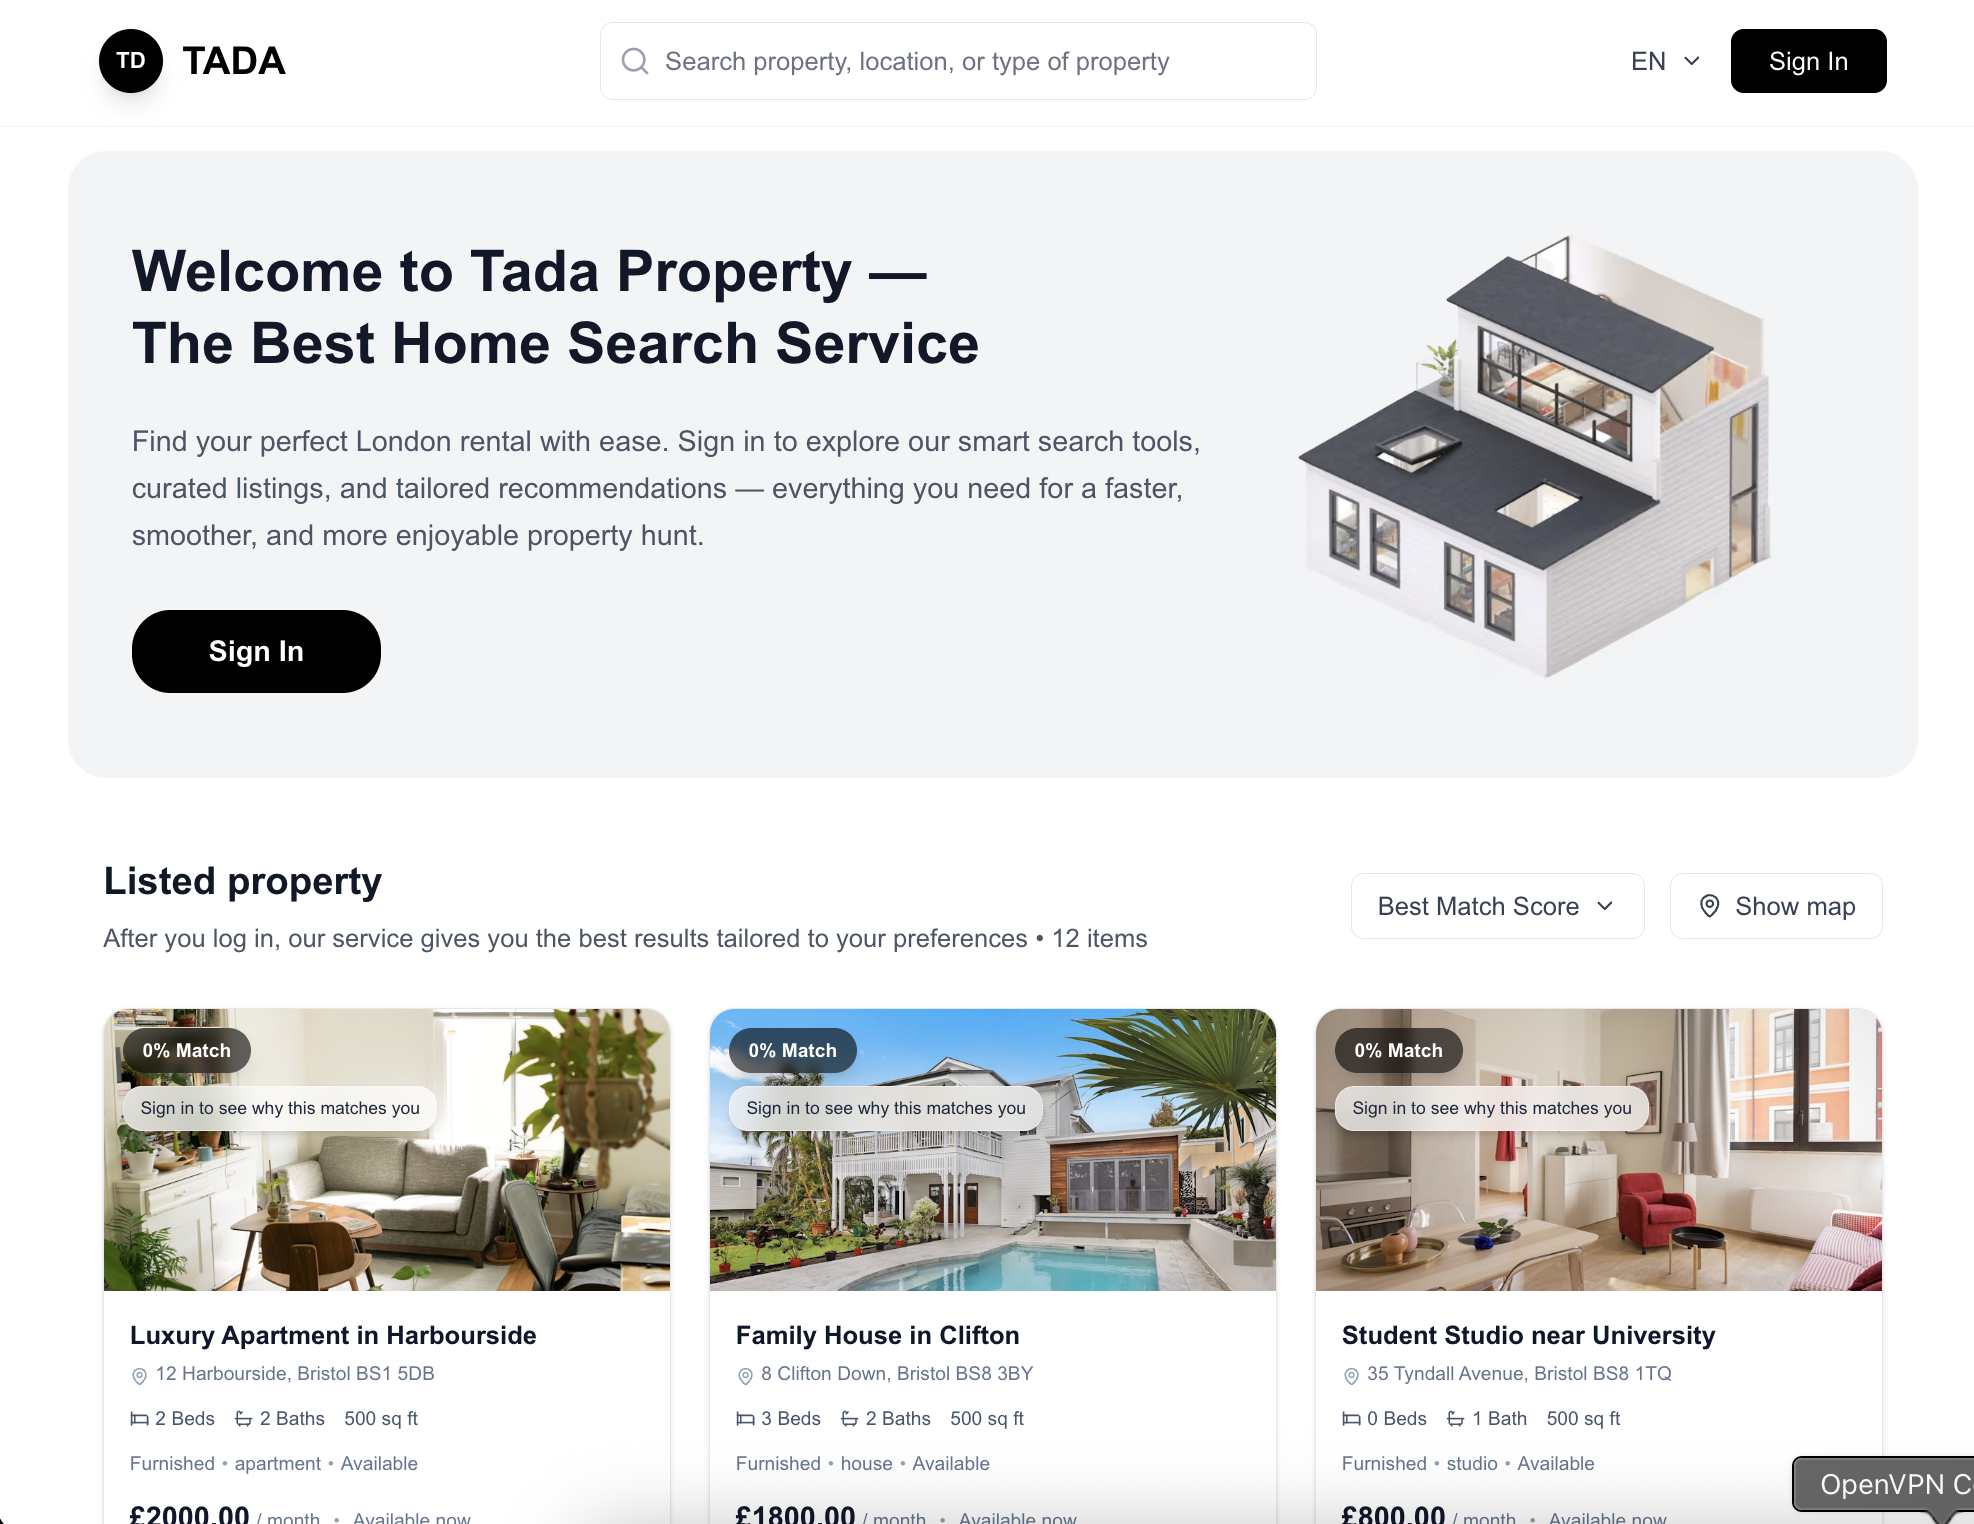 TD TADA
Search property, location, or type of property
EN
Sign In
Welcome to Tada Property —
The Best Home Search Service
Find your perfect London rental with ease. Sign in to explore our smart search tools,
curated listings, and tailored recommendations — everything you need for a faster,
smoother, and more enjoyable property hunt.
Sign In
Listed property
After you log in, our service gives you the best results tailored to your preferences • 12 items
Best Match Score
Show map
0% Match
Sign in to see why this matches you
Luxury Apartment in Harbourside
12 Harbourside, Bristol BS1 5DB
2 Beds 2 Baths 500 sq ft
Furnished • apartment • Available
£2000.00 / month • Available now
0% Match
Sign in to see why this matches you
Family House in Clifton
8 Clifton Down, Bristol BS8 3BY
3 Beds 2 Baths 500 sq ft
Furnished • house • Available
£1800.00 / month • Available now
0% Match
Sign in to see why this matches you
Student Studio near University
35 Tyndall Avenue, Bristol BS8 1TQ
0 Beds 1 Bath 500 sq ft
Furnished • studio • Available
£800.00 / month • Available now
OpenVPN